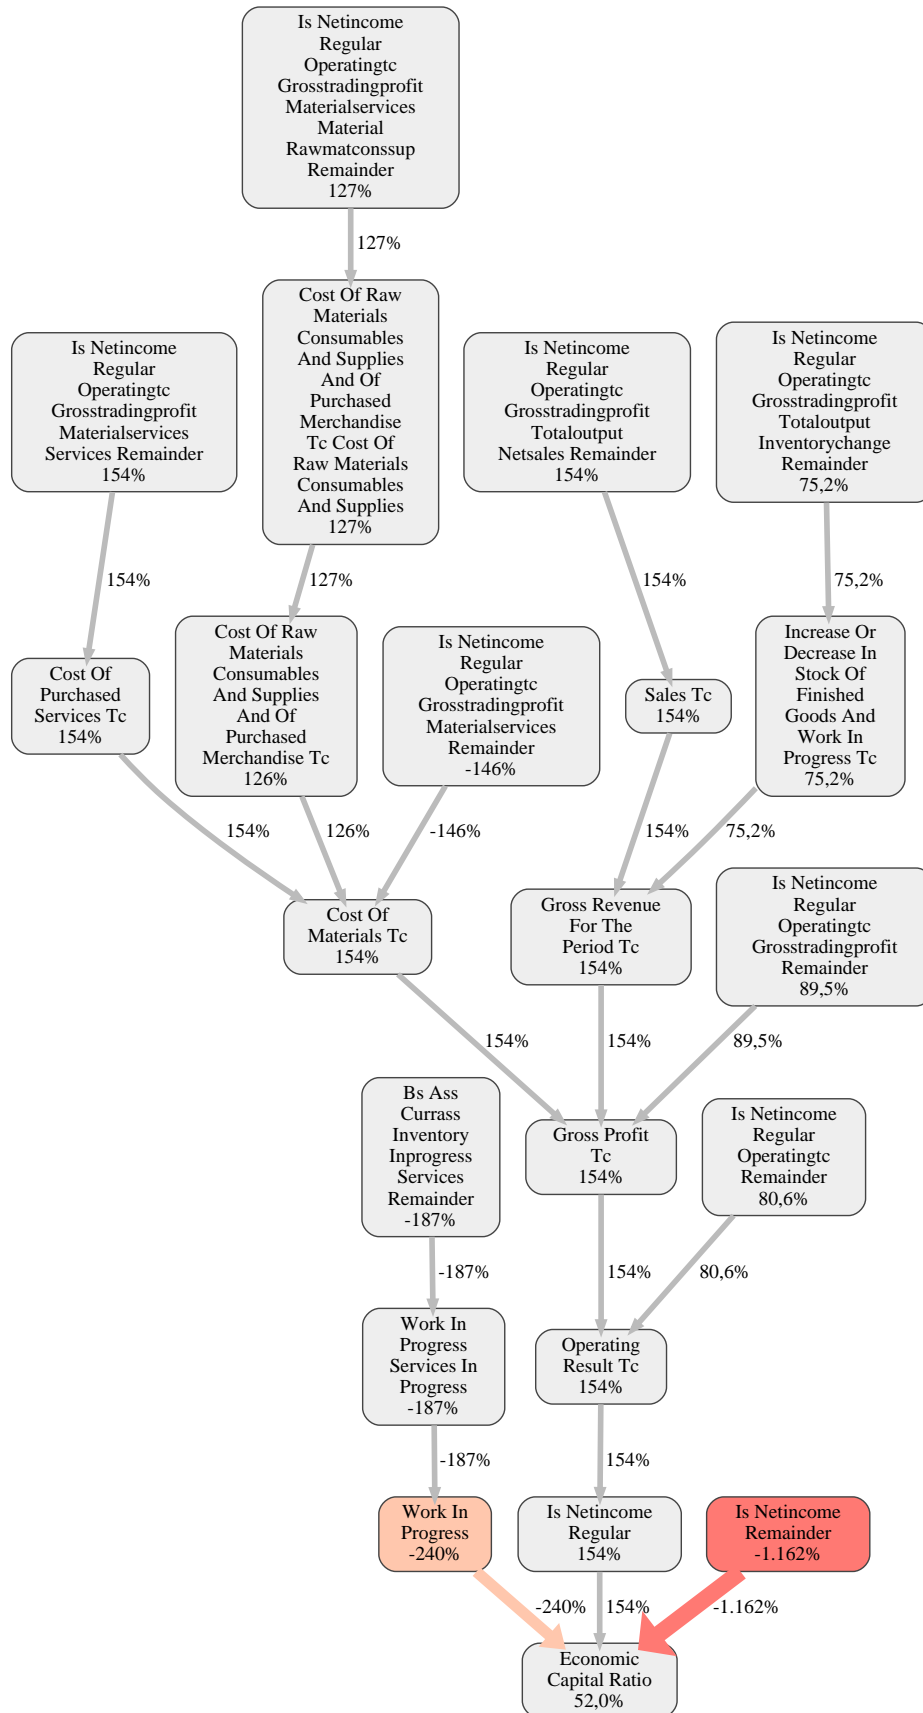 Is Netincome
Regular
Operatingtc
Grosstradingprofit
Materialservices
Material
Rawmatconssup
Remainder
127%
127%
Cost Of Raw
Materials
Consumables
And Supplies
And Of
Purchased
Merchandise
Tc Cost Of
Raw Materials
Consumables
And Supplies
127%
Is Netincome
Regular
Operatingtc
Grosstradingprofit
Materialservices
Services Remainder
154%
Is Netincome
Regular
Operatingtc
Grosstradingprofit
Totaloutput
Netsales Remainder
154%
Is Netincome
Regular
Operatingtc
Grosstradingprofit
Totaloutput
Inventorychange
Remainder
75,2%
154%
127%
154%
75,2%
Cost Of
Purchased
Services Tc
154%
Cost Of Raw
Materials
Consumables
And Supplies
And Of
Purchased
Merchandise Tc
126%
Is Netincome
Regular
Operatingtc
Grosstradingprofit
Materialservices
Remainder
-146%
Sales Tc
154%
Increase Or
Decrease In
Stock Of
Finished
Goods And
Work In
Progress Tc
75,2%
154%
126%
-146%
154%
75,2%
Cost Of
Materials Tc
154%
Gross Revenue
For The
Period Tc
154%
Is Netincome
Regular
Operatingtc
Grosstradingprofit
Remainder
89,5%
154%
154%
89,5%
Bs Ass
Currass
Inventory
Inprogress
Services
Remainder
-187%
Gross Profit
Tc
154%
Is Netincome
Regular
Operatingtc
Remainder
80,6%
-187%
154%
80,6%
Work In
Progress
Services In
Progress
-187%
Operating
Result Tc
154%
-187%
154%
Work In
Progress
-240%
Is Netincome
Regular
154%
Is Netincome
Remainder
-1.162%
-240%
154%
-1.162%
Economic
Capital Ratio
52,0%